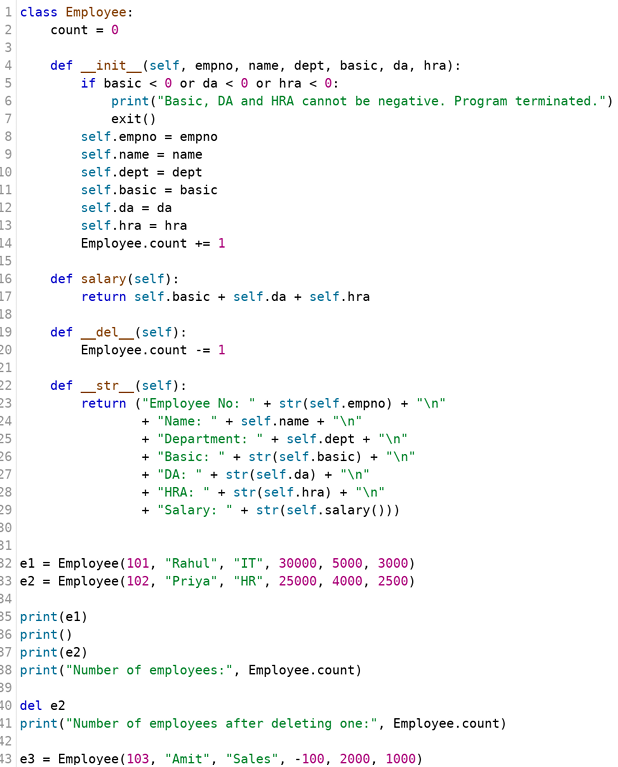 1 class Employee:
2     count = 0
3
4     def __init__(self, empno, name, dept, basic, da, hra):
5         if basic < 0 or da < 0 or hra < 0:
6             print("Basic, DA and HRA cannot be negative. Program terminated.")
7             exit()
8         self.empno = empno
9         self.name = name
10         self.dept = dept
11         self.basic = basic
12         self.da = da
13         self.hra = hra
14         Employee.count += 1
15
16     def salary(self):
17         return self.basic + self.da + self.hra
18
19     def __del__(self):
20         Employee.count -= 1
21
22     def __str__(self):
23         return ("Employee No: " + str(self.empno) + "\n"
24                 + "Name: " + self.name + "\n"
25                 + "Department: " + self.dept + "\n"
26                 + "Basic: " + str(self.basic) + "\n"
27                 + "DA: " + str(self.da) + "\n"
28                 + "HRA: " + str(self.hra) + "\n"
29                 + "Salary: " + str(self.salary()))
30
31
32 e1 = Employee(101, "Rahul", "IT", 30000, 5000, 3000)
33 e2 = Employee(102, "Priya", "HR", 25000, 4000, 2500)
34
35 print(e1)
36 print()
37 print(e2)
38 print("Number of employees:", Employee.count)
39
40 del e2
41 print("Number of employees after deleting one:", Employee.count)
42
43 e3 = Employee(103, "Amit", "Sales", -100, 2000, 1000)